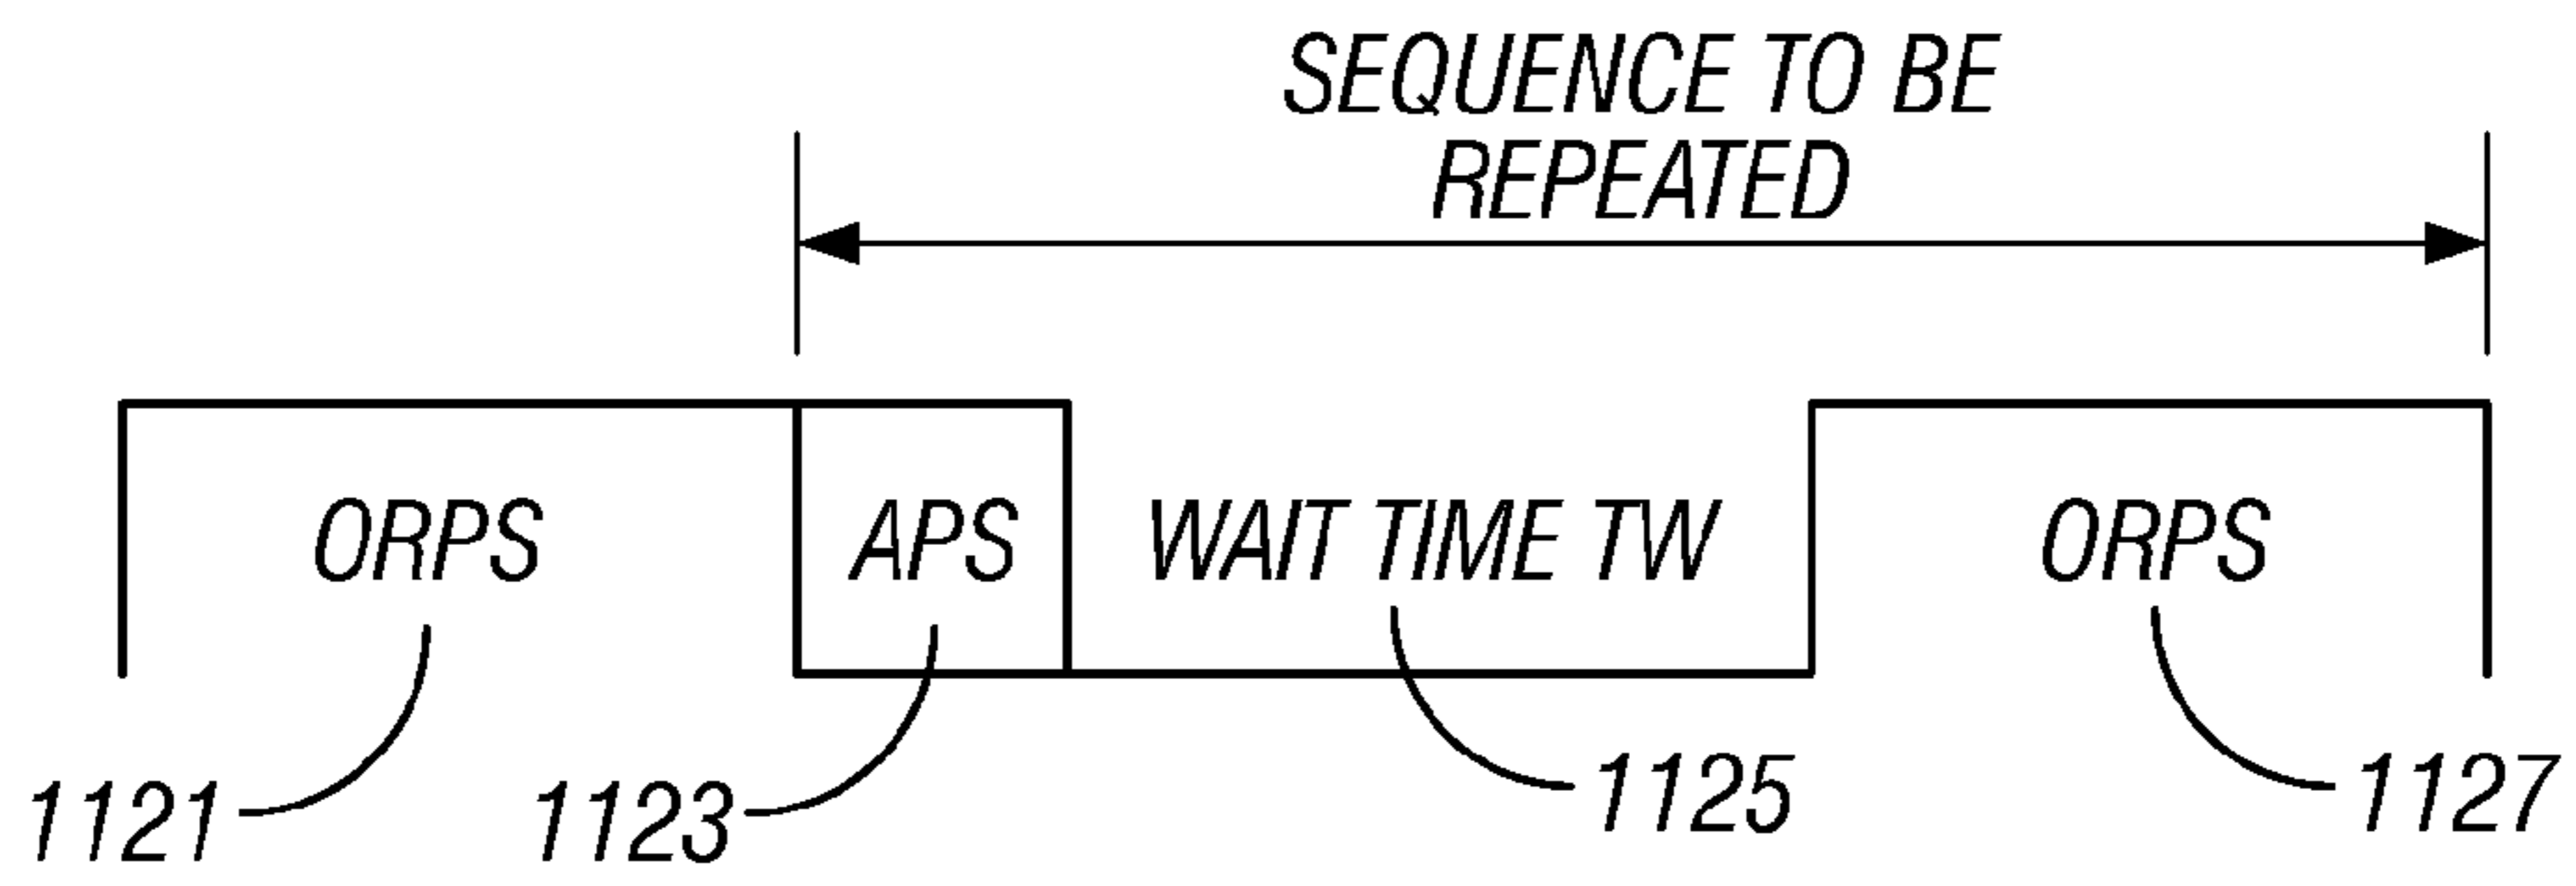 SEQUENCE TO BE
REPEATED
ORPS
APS
WAIT TIME TW
ORPS
1121
1123
1125
1127